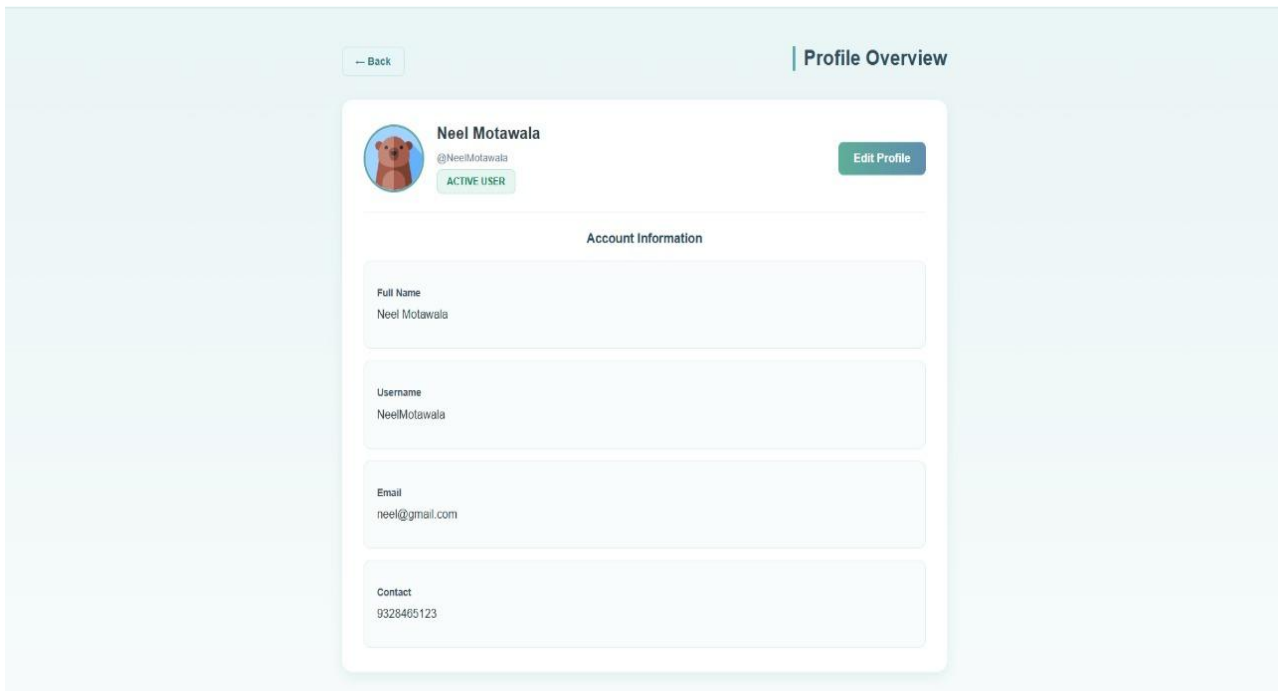 ← Back
Profile Overview
Neel Motawala
@NeelMotawala
ACTIVE USER
Edit Profile
Account Information
Full Name
Neel Motawala
Username
NeelMotawala
Email
neel@gmail.com
Contact
9328465123